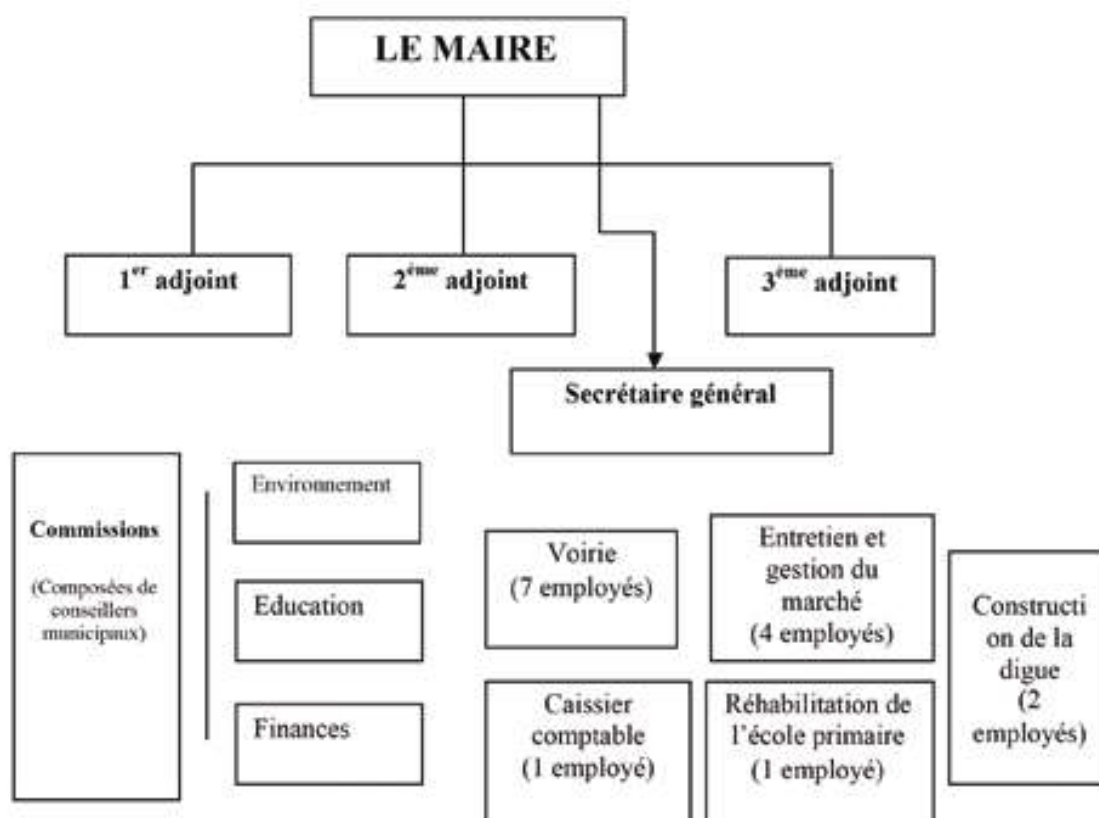 LE MAIRE
1er adjoint
2ème adjoint
3ème adjoint
Secrétaire général
Commissions
(Composées de
conseillers
municipaux)
Environnement
Education
Finances
Voirie
(7 employés)
Entretien et
gestion du
marché
(4 employés)
Constructi
on de la
digue
(2
employés)
Caissier
comptable
(1 employé)
Réhabilitation de
l'école primaire
(1 employé)